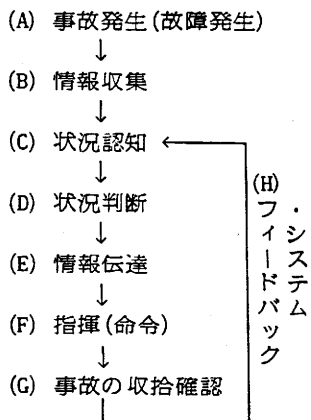 (A) 事故発生(故障発生)
↓
(B) 情報収集
↓
(C) 状況認知
↓
(D) 状況判断
↓
(E) 情報伝達
↓
(F) 指揮(命令)
↓
(G) 事故の収拾確認
(H)
フィードバック
・システム